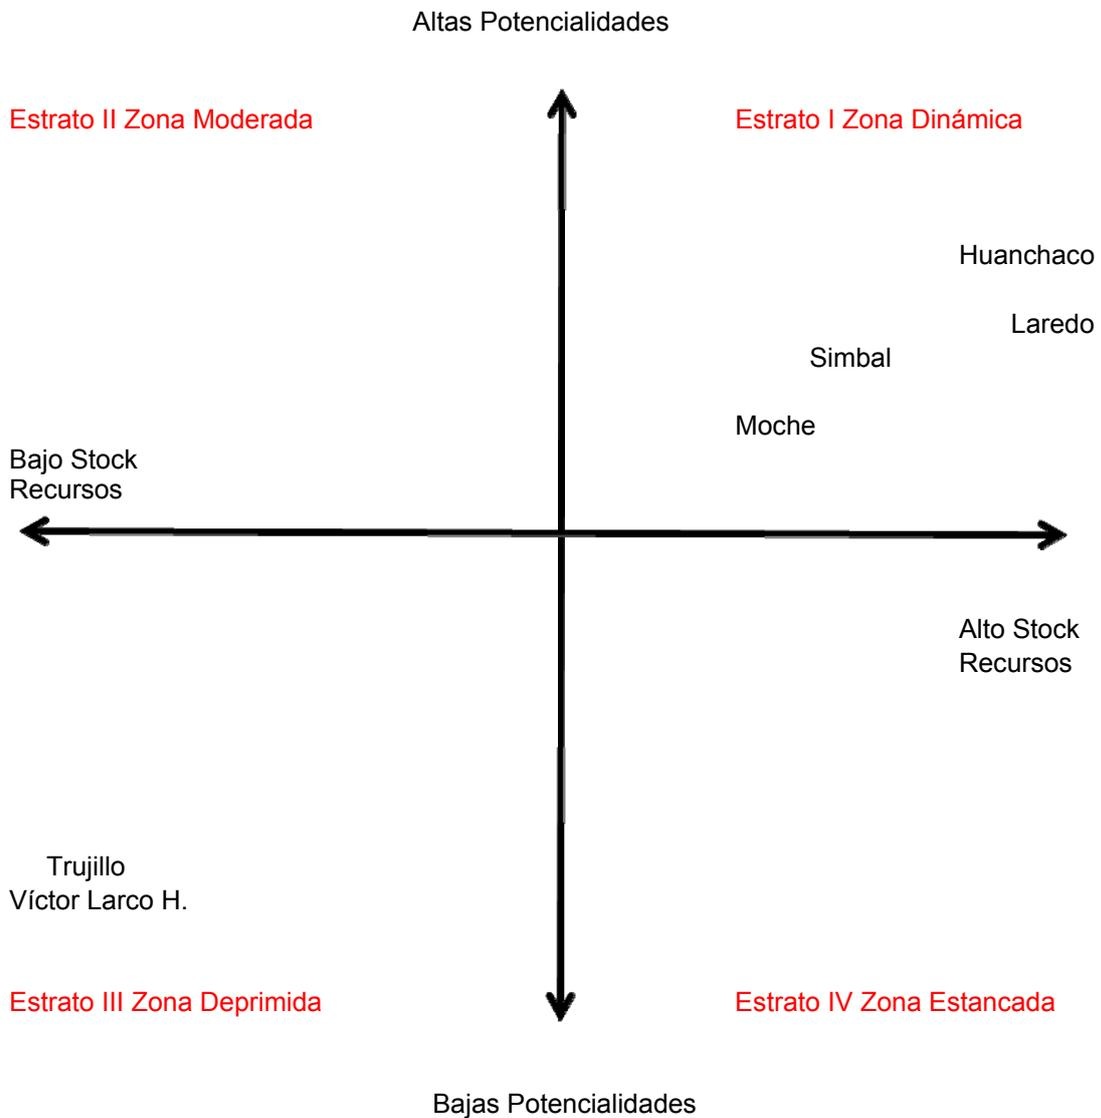 Altas Potencialidades
Estrato II Zona Moderada
Estrato I Zona Dinámica
Huanchaco
Laredo
Simbal
Moche
Bajo Stock
Recursos
Alto Stock
Recursos
Trujillo
Víctor Larco H.
Estrato III Zona Deprimida
Estrato IV Zona Estancada
Bajas Potencialidades